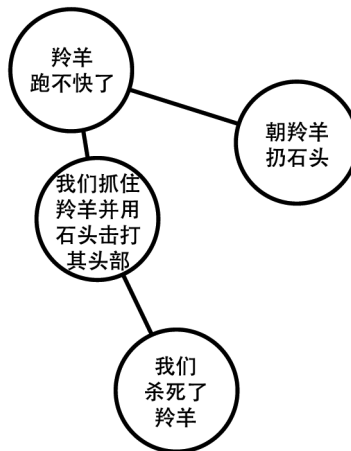 羚羊
跑不快了
朝羚羊
扔石头
我们抓住
羚羊并用
石头击打
其头部
我们
杀死了
羚羊